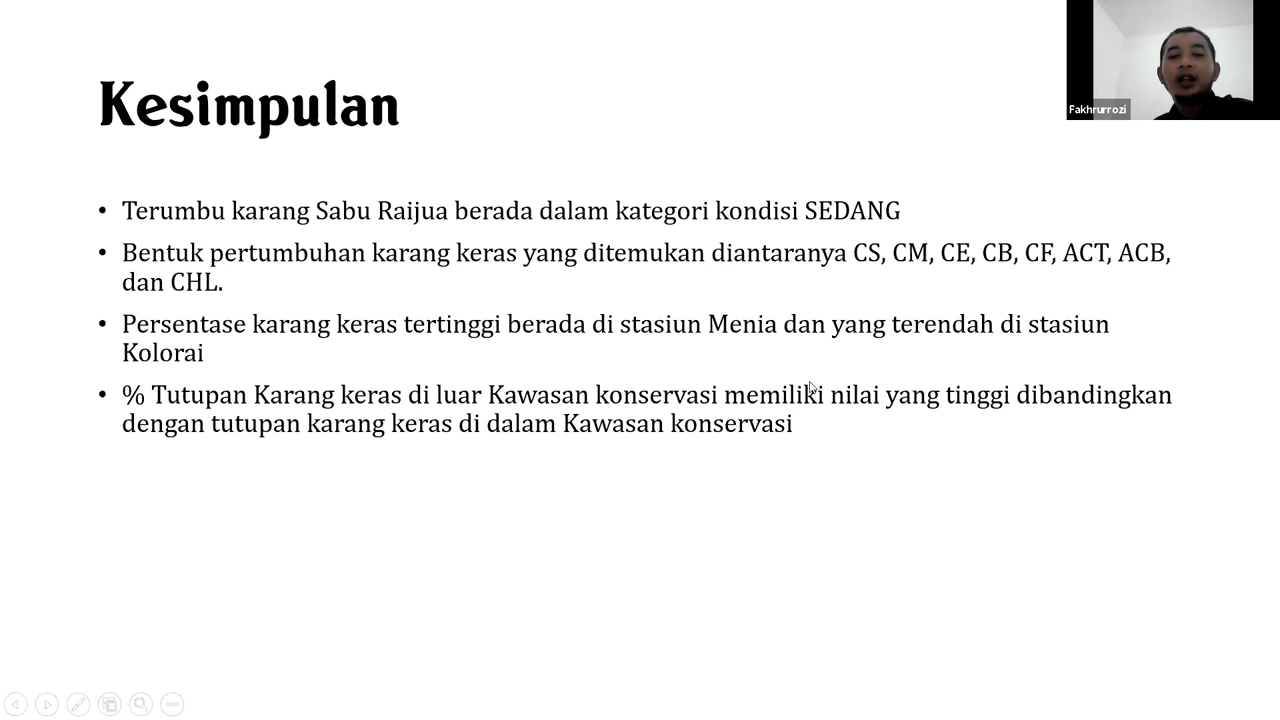 Kesimpulan
Fakhrurrozi
• Terumbu karang Sabu Raijua berada dalam kategori kondisi SEDANG
• Bentuk pertumbuhan karang keras yang ditemukan diantaranya CS, CM, CE, CB, CF, ACT, ACB,
dan CHL.
• Persentase karang keras tertinggi berada di stasiun Menia dan yang terendah di stasiun
Kolorai
• % Tutupan Karang keras di luar Kawasan konservasi memiliki nilai yang tinggi dibandingkan
dengan tutupan karang keras di dalam Kawasan konservasi